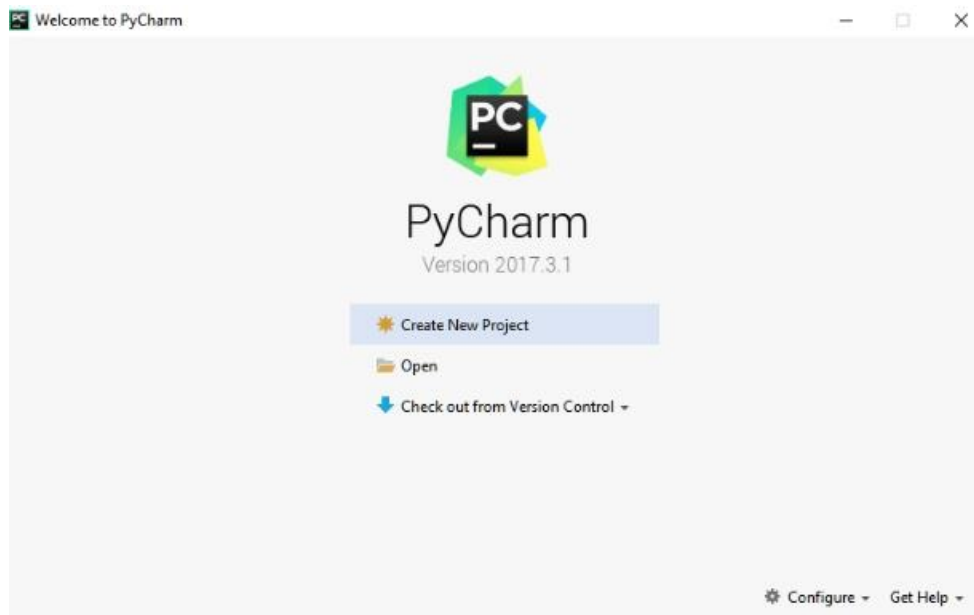 Welcome to PyCharm
PC
PyCharm
Version 2017.3.1
Create New Project
Open
Check out from Version Control
Configure Get Help